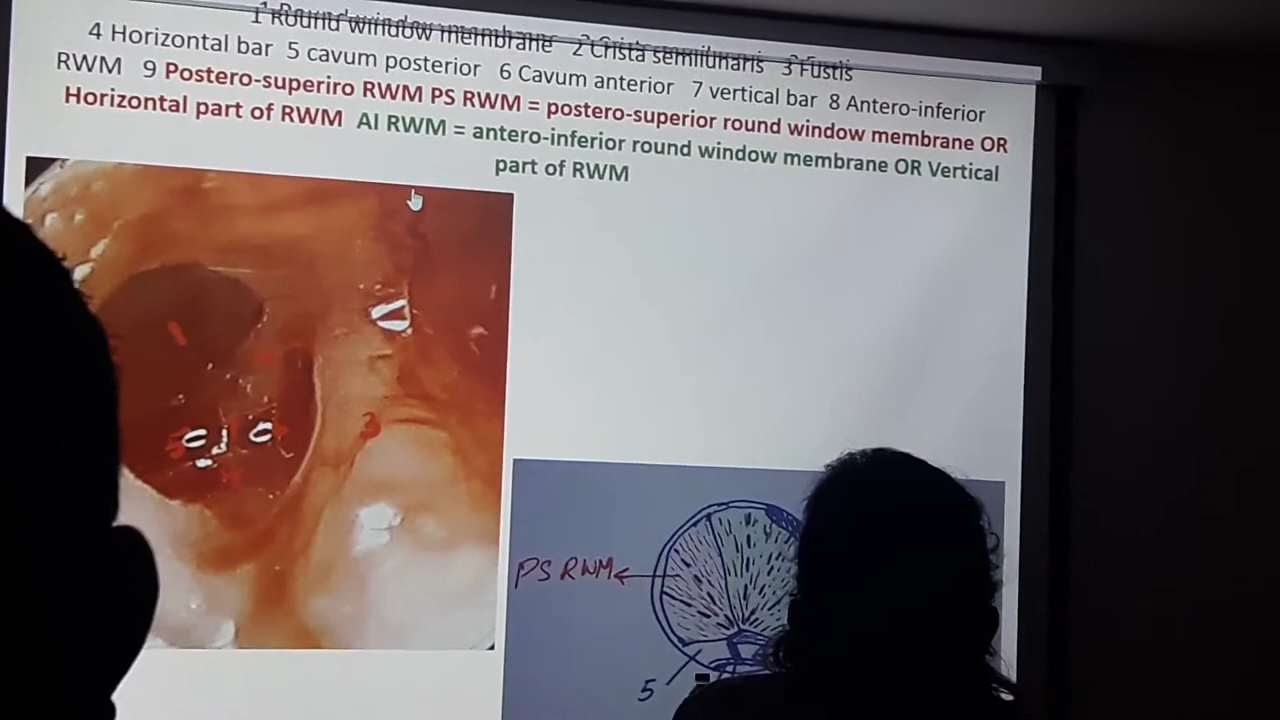 1 Round window membrane 2 Crista semilunaris 3 Fustis
4 Horizontal bar 5 cavum posterior 6 Cavum anterior 7 vertical bar 8 Antero-inferior
RWM 9 Postero-superiro RWM PS RWM = postero-superior round window membrane OR
Horizontal part of RWM AI RWM = antero-inferior round window membrane OR Vertical
part of RWM
3
PS RWM
5